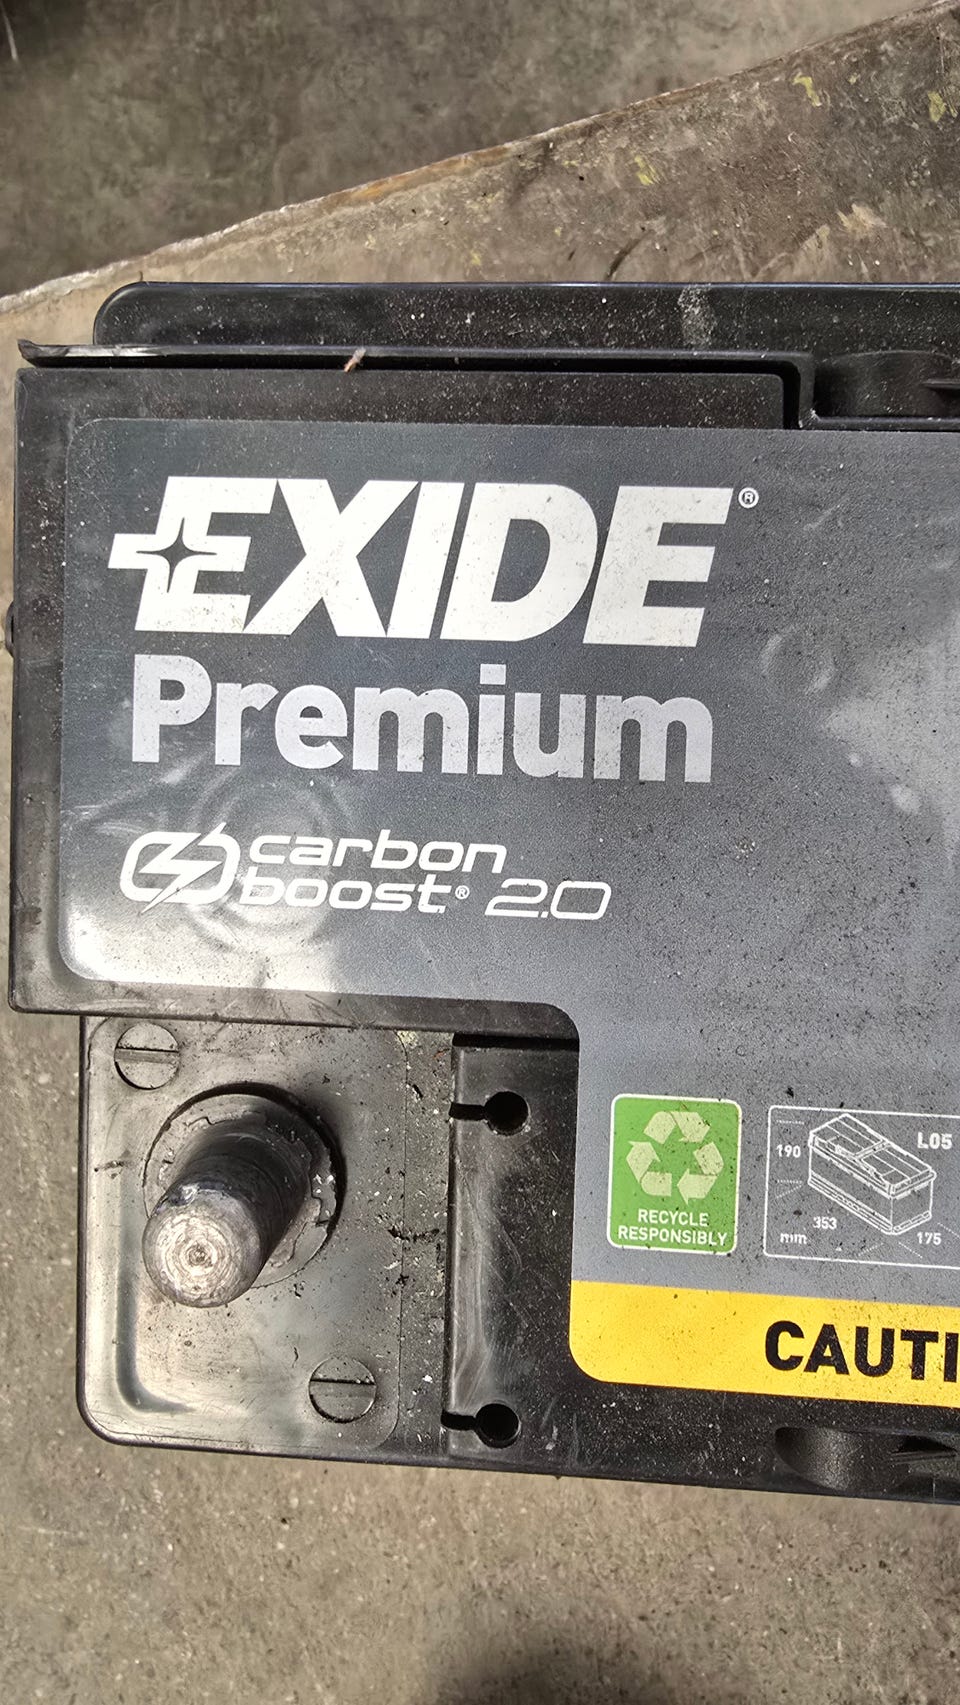 EXIDE®
Premium
carbon
boost® 2.0
RECYCLE
RESPONSIBLY
L05
190
353
mm
175
CAUTI